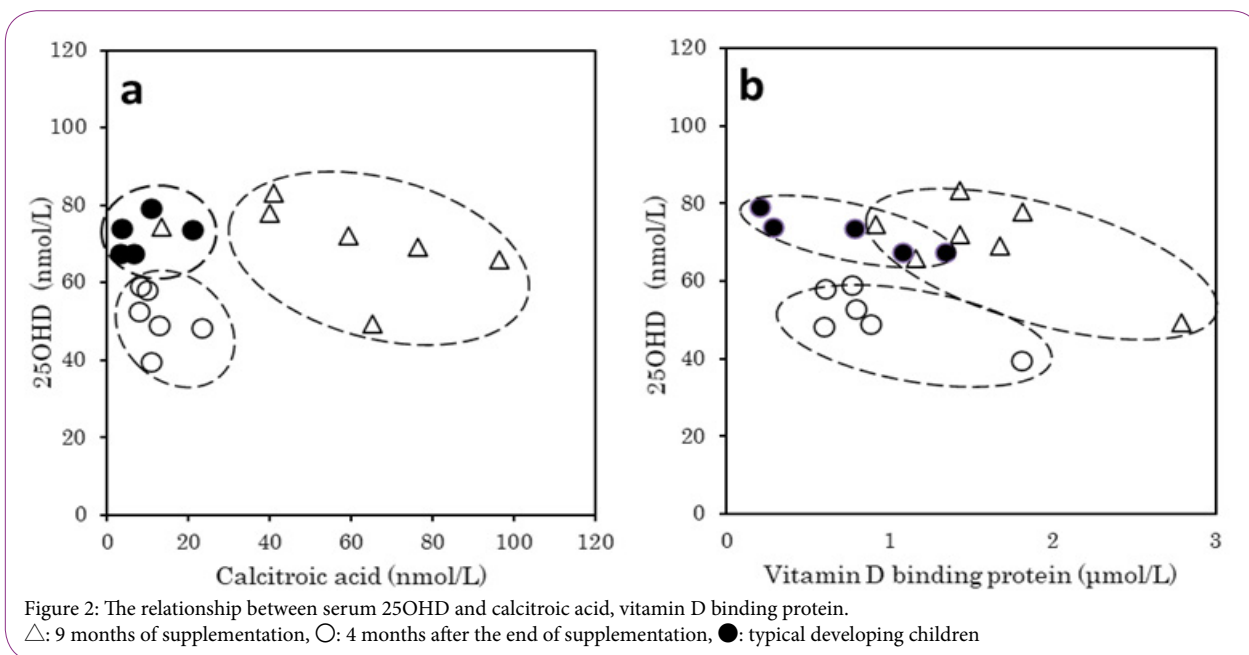 a
120
100
80
60
40
20
0
25OHD (nmol/L)
0 20 40 60 80 100 120
Calcitroic acid (nmol/L)
b
120
100
80
60
40
20
0
25OHD (nmol/L)
0 1 2 3
Vitamin D binding protein (μmol/L)
Figure 2: The relationship between serum 25OHD and calcitroic acid, vitamin D binding protein.
△: 9 months of supplementation, ○: 4 months after the end of supplementation, ●: typical developing children